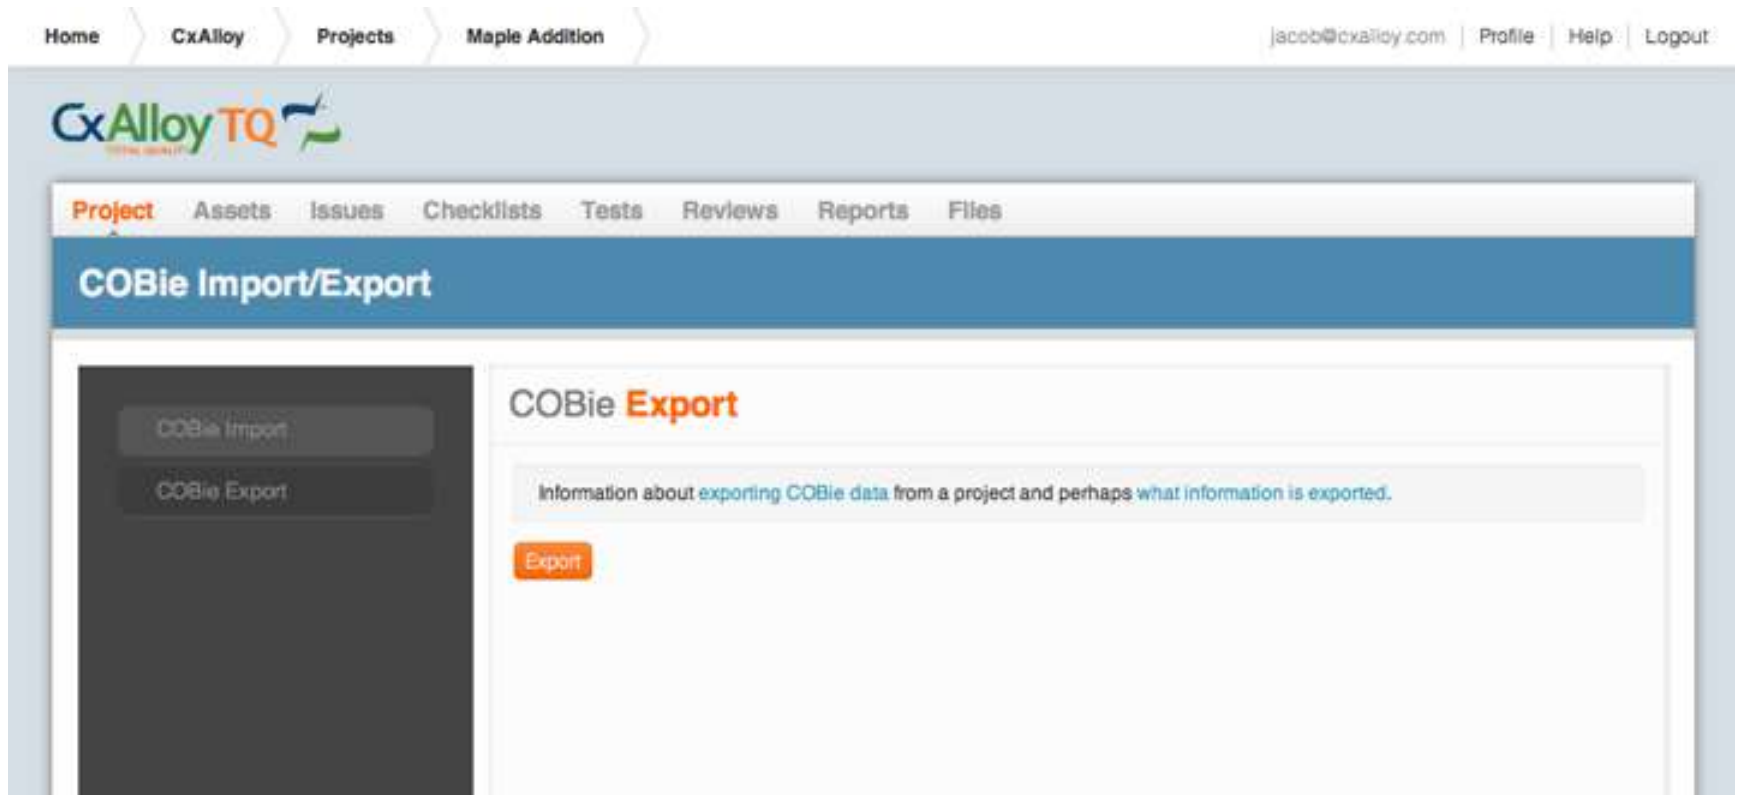 Home CxAlloy Projects Maple Addition jacob@cxalloy.com Profile Help Logout
CxAlloy TQ
TOTAL QUALITY
Project Assets Issues Checklists Tests Reviews Reports Files
COBie Import/Export
COBie Import
COBie Export
COBie Export
Information about exporting COBie data from a project and perhaps what information is exported.
Export